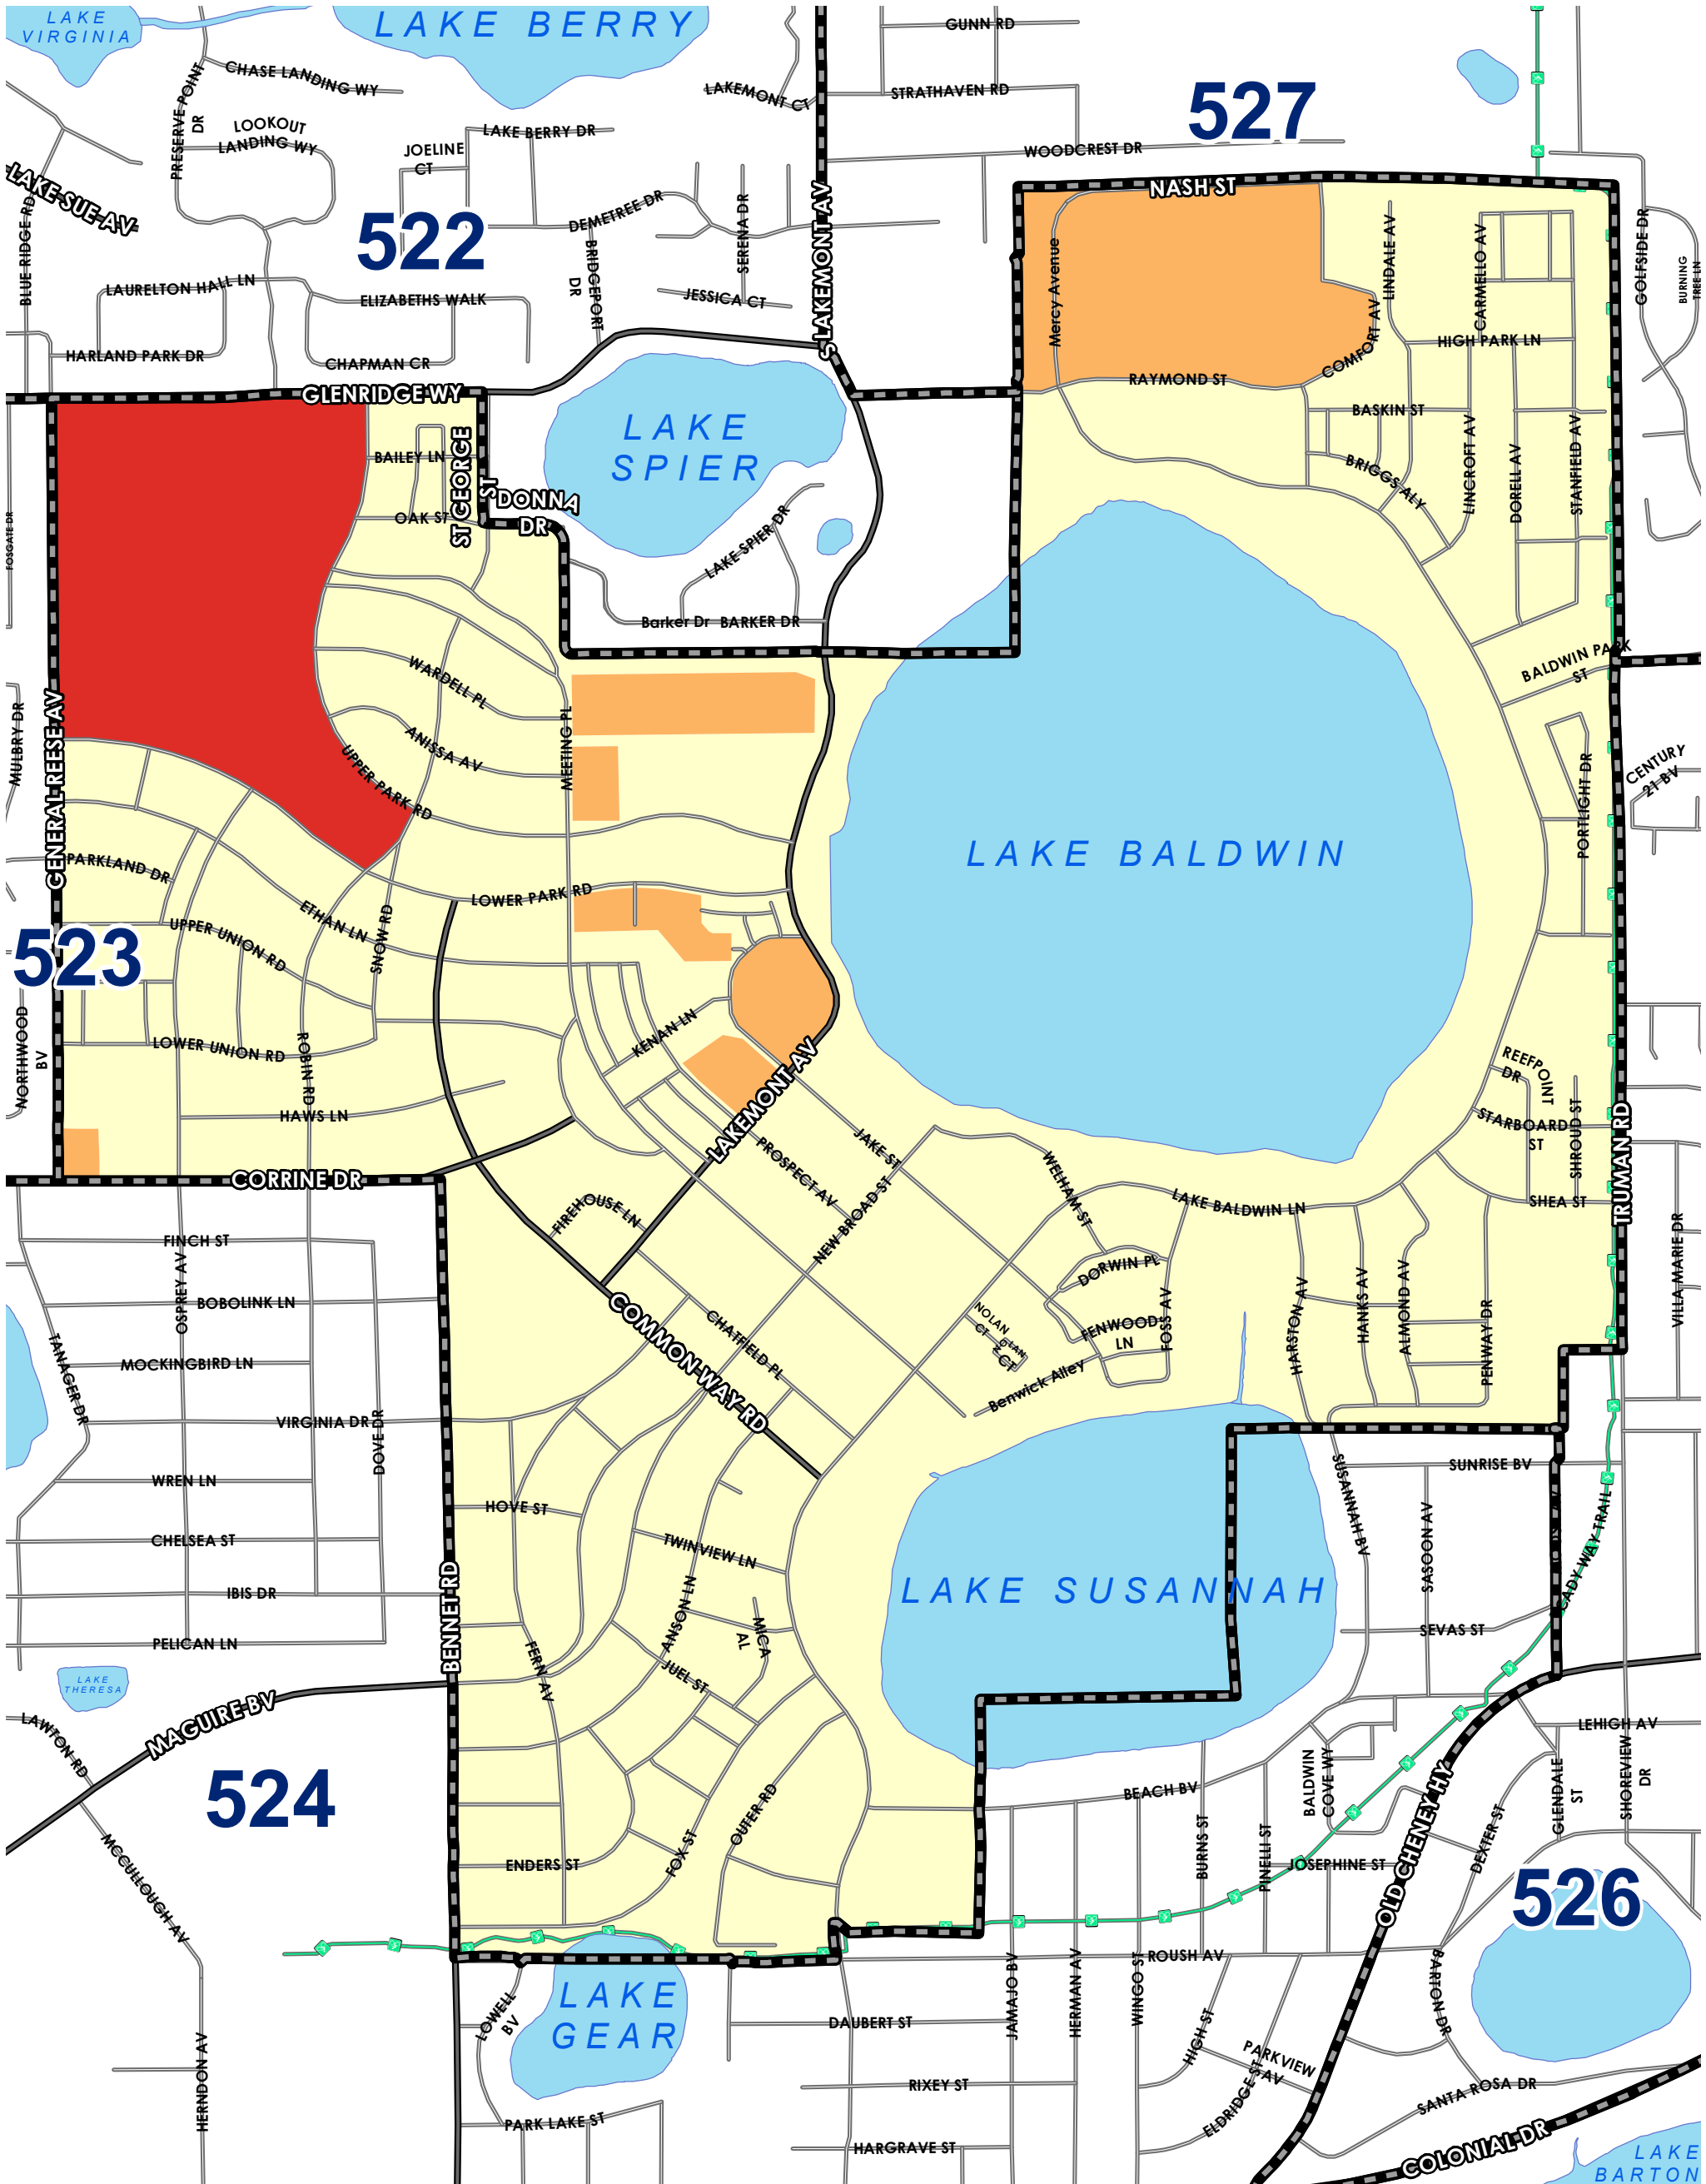 LAKE
VIRGINIA
LAKE BERRY
GUNN RD
CHASE LANDING WY
PRESERVE POINT
DR
LAKEMONT CT
STRATHAVEN RD
527
LOOKOUT
LANDING WY
LAKE BERRY DR
JOELINE
CT
WOODCREST DR
LAKE SUE AV
BLUE RIDGE RD
522
DEMETREE DR
SERENA DR
S LAKEMONT AV
NASH ST
BRIDGEPORT
DR
LAURELTON HALL LN
ELIZABETHS WALK
JESSICA CT
Mercy Avenue
LINDALE AV
CARMELLO AV
GOLFSIDE DR
BURNING
TREE LN
HARLAND PARK DR
CHAPMAN CR
HIGH PARK LN
COMFORT AV
RAYMOND ST
GLENRIDGE WY
BASKIN ST
LAKE
SPIER
BAILEY LN
ST GEORGE
ST
OAK ST
DONNA
DR
BRIGGS ALY
LINCROFT AV
DORELL AV
STANFIELD AV
FOSGATE DR
LAKE SPIER DR
Barker Dr
BARKER DR
BALDWIN PARK
ST
WARDELL PL
ANISSA AV
MEETING PL
UPPER PARK RD
MULBRY DR
GENERAL REESE AV
CENTURY
21 BV
PORTLIGHT DR
LAKE BALDWIN
PARKLAND DR
LOWER PARK RD
ETHAN LN
SNOW RD
UPPER UNION RD
523
NORTHWOOD
BV
LOWER UNION RD
ROBIN RD
KENAN LN
HAWS LN
LAKEMONT AV
REEFPOINT
DR
STARBOARD
ST
SHROUD ST
TRUMAN RD
JAKE ST
PROSPECT AV
WELHAM ST
NEW BROAD ST
CORRINE DR
LAKE BALDWIN LN
SHEA ST
FIREHOUSE LN
FINCH ST
OSPREY AV
BOBOLINK LN
DORWIN PL
VILLA MARIE DR
COMMON WAY RD
CHATFIELD PL
NOLAN
CT
CT
FENWOOD
LN
FOSS AV
HARSTON AV
HANKS AV
ALMOND AV
PENWAY DR
TANAGER DR
MOCKINGBIRD LN
Benwick Alley
VIRGINIA DR
DOVE DR
WREN LN
HOVE ST
SUSANNAH BV
SUNRISE BV
SASOON AV
CADY WAY TRAIL
CHELSEA ST
TWINVIEW LN
IBIS DR
LAKE SUSANNAH
ANSON LN
MICA
AL
PELICAN LN
SEVAS ST
BENNETT RD
FERN AV
JUEL ST
LAKE
THERESA
MAGUIRE BV
LAWTON RD
LEHIGH AV
524
BEACH BV
BALDWIN
COVE WY
OLD CHENEY HY
GLENDALE
ST
SHOREVIEW
DR
OUTER RD
BURNS ST
PINELLI ST
DEXTER ST
MCCULLOUGH AV
ENDERS ST
FOX ST
JOSEPHINE ST
526
ROUSH AV
JAMAJO BV
HERMAN AV
WINGO ST
BARTON DR
LAKE
GEAR
LOWELL
BV
DAUBERT ST
HIGH ST
PARKVIEW
AV
HERNDON AV
RIXEY ST
ELDRIDGE ST
SANTA ROSA DR
PARK LAKE ST
HARGRAVE ST
COLONIAL DR
LAKE
BARTON